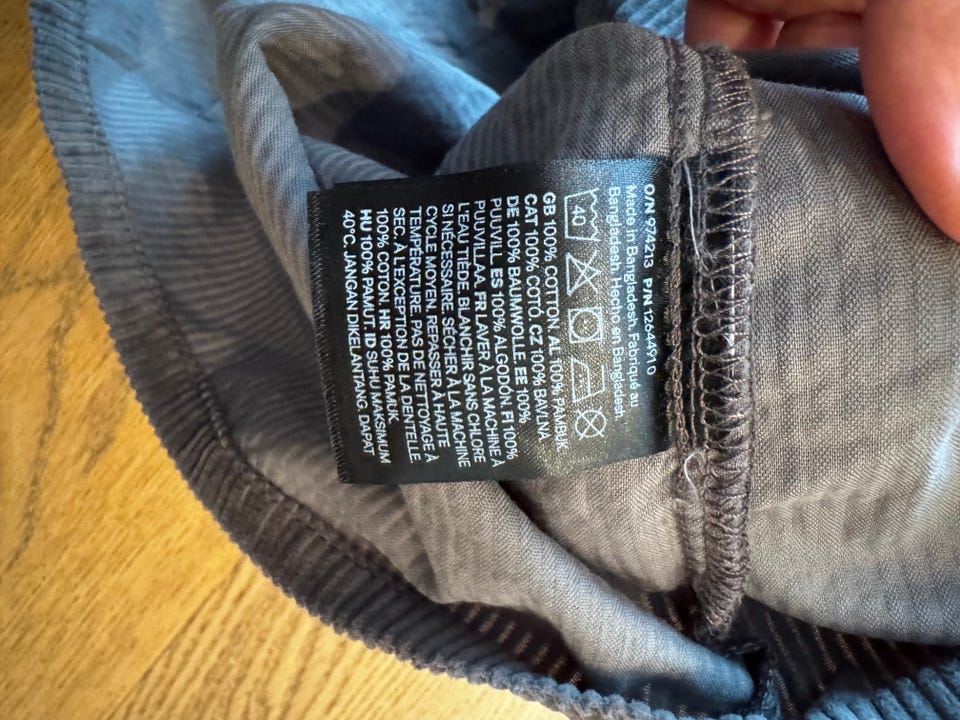 O/N 974213 P/N 1264491 0
Made in Bangladesh. Fabriqué au
Bangladesh. Hecho en Bangladesh.
40
GB 100% COTTON. AL 100% PAMBUK.
CAT 100% COTÓ. CZ 100% BAVLNA.
DE 100% BAUMWOLLE. EE 100%
PUUVILL. ES 100% ALGODÓN. FI 100%
PUUVILLAA. FR LAVER À LA MACHINE À
L'EAU TIÈDE, BLANCHIR SANS CHLORE
SI NÉCESSAIRE, SÉCHER À LA MACHINE
CYCLE MOYEN, REPASSER À HAUTE
TEMPÉRATURE, PAS DE NETTOYAGE À
SEC. À L'EXCEPTION DE LA DENTELLE.
100% COTON. HR 100% PAMUK.
HU 100% PAMUT. ID SUHU MAKSIMUM
40°C. JANGAN DIKELANTANG. DAPAT